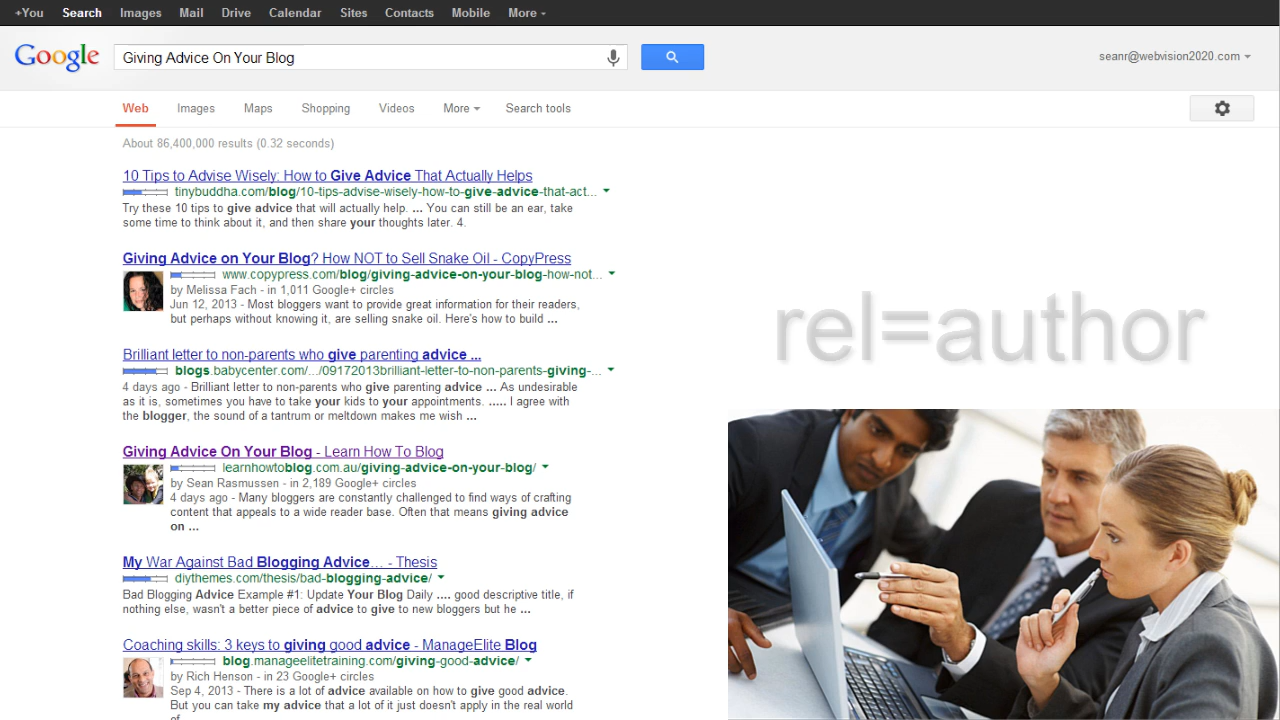 +You Search Images Mail Drive Calendar Sites Contacts Mobile More
Google
Giving Advice On Your Blog
seanr@webvision2020.com
Web Images Maps Shopping Videos More Search tools
About 86,400,000 results (0.32 seconds)
10 Tips to Advise Wisely: How to Give Advice That Actually Helps
tinybuddha.com/blog/10-tips-advise-wisely-how-to-give-advice-that-act...
Try these 10 tips to give advice that will actually help. ... You can still be an ear, take
some time to think about it, and then share your thoughts later. 4.
Giving Advice on Your Blog? How NOT to Sell Snake Oil - CopyPress
www.copypress.com/blog/giving-advice-on-your-blog-how-not...
by Melissa Fach - in 1,011 Google+ circles
Jun 12, 2013 - Most bloggers want to provide great information for their readers,
but perhaps without knowing it, are selling snake oil. Here's how to build ...
rel=author
Brilliant letter to non-parents who give parenting advice ...
blogs.babycenter.com/.../09172013brilliant-letter-to-non-parents-giving-...
4 days ago - Brilliant letter to non-parents who give parenting advice ... As undesirable
as it is, sometimes you have to take your kids to your appointments. ..... I agree with
the blogger, the sound of a tantrum or meltdown makes me wish ...
Giving Advice On Your Blog - Learn How To Blog
learnhowtoblog.com.au/giving-advice-on-your-blog/
by Sean Rasmussen - in 2,189 Google+ circles
4 days ago - Many bloggers are constantly challenged to find ways of crafting
content that appeals to a wide reader base. Often that means giving advice
on ...
My War Against Bad Blogging Advice... - Thesis
diythemes.com/thesis/bad-blogging-advice/
Bad Blogging Advice Example #1: Update Your Blog Daily .... good descriptive title, if
nothing else, wasn't a better piece of advice to give to new bloggers but he ...
Coaching skills: 3 keys to giving good advice - ManageElite Blog
blog.manageelitetraining.com/giving-good-advice/
by Rich Henson - in 23 Google+ circles
Sep 4, 2013 - There is a lot of advice available on how to give good advice.
But you can take my advice that a lot of it just doesn't apply in the real world
of